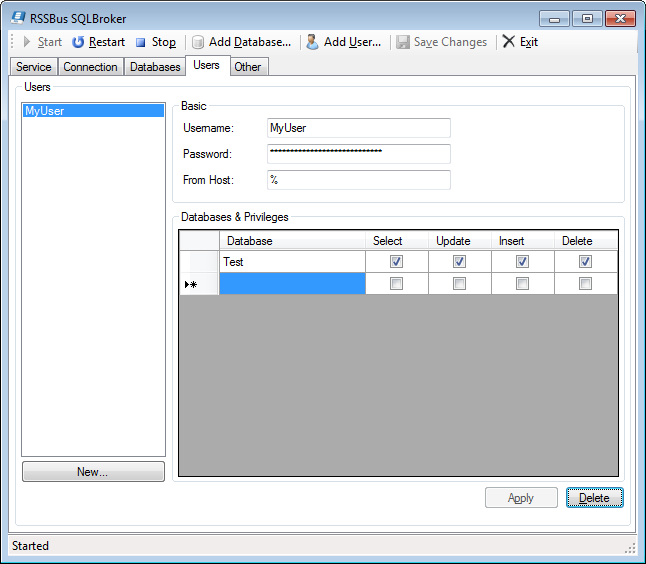 RSSBus SQLBroker
Start Restart Stop Add Database... Add User... Save Changes Exit
Service Connection Databases Users Other
Users
MyUser
New...
Basic
Username: MyUser
Password: ****************************
From Host: %
Databases & Privileges
Database Select Update Insert Delete
Test
Apply Delete
Started